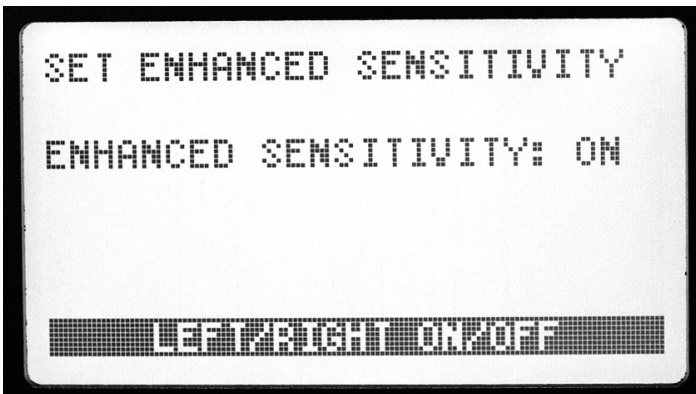 SET ENHANCED SENSITIVITY
ENHANCED SENSITIVITY: ON
LEFT/RIGHT ON/OFF